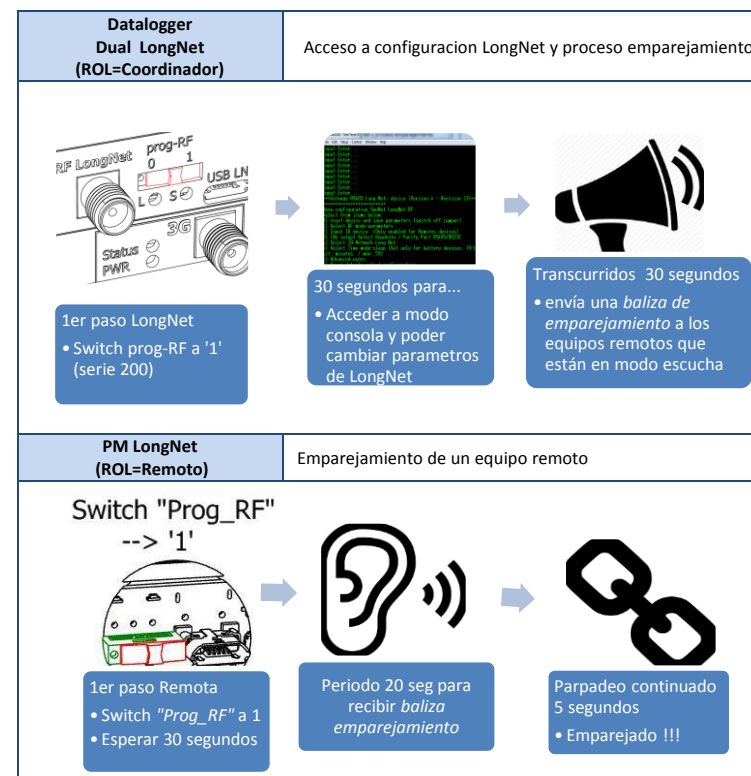 Datalogger
Dual LongNet
(ROL=Coordinador)
Acceso a configuracion LongNet y proceso emparejamiento
RF LongNet
prog-RF
0 1
USB LN
L S
3G
Status
PWR
1er paso LongNet
• Switch prog-RF a '1'
(serie 200)
30 segundos para...
• Acceder a modo
consola y poder
cambiar parametros
de LongNet
Transcurridos 30 segundos
• envía una baliza de
emparejamiento a los
equipos remotos que
están en modo escucha
PM LongNet
(ROL=Remoto)
Emparejamiento de un equipo remoto
Switch "Prog_RF"
--> '1'
1er paso Remota
• Switch "Prog_RF" a 1
• Esperar 30 segundos
Periodo 20 seg para
recibir baliza
emparejamiento
Parpadeo continuado
5 segundos
• Emparejado !!!